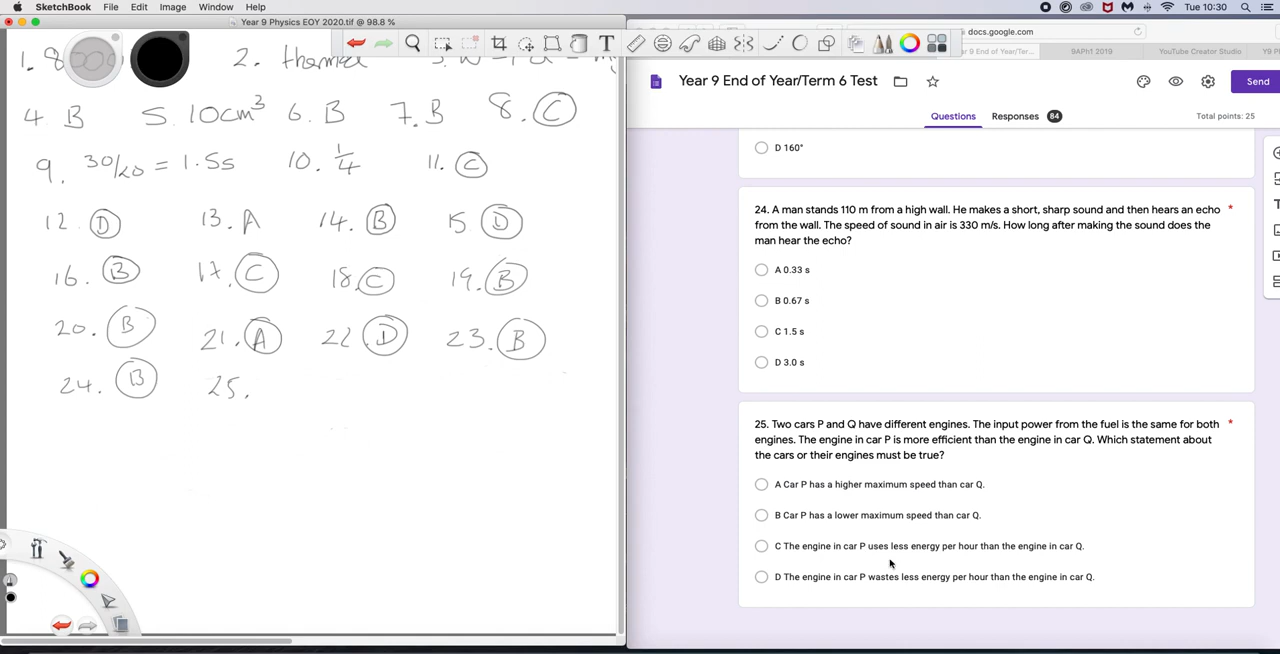 SketchBook File Edit Image Window Help
Tue 10:30
Year 9 Physics EOY 2020.tif @ 98.8 %
docs.google.com
9APh1 2019
YouTube Creator Studio
1. 8
2. thermal
4. B 5. 10cm³ 6. B 7. B 8. C
9. 30/20 = 1.5s 10. 1/4 11. C
12. D 13. A 14. B 15 D
16. B 17. C 18. C 19. B
20. B 21. A 22 D 23. B
24. B 25.
Year 9 End of Year/Term 6 Test
Send
Questions Responses 84
Total points: 25
D 160°
24. A man stands 110 m from a high wall. He makes a short, sharp sound and then hears an echo *
from the wall. The speed of sound in air is 330 m/s. How long after making the sound does the
man hear the echo?
A 0.33 s
B 0.67 s
C 1.5 s
D 3.0 s
25. Two cars P and Q have different engines. The input power from the fuel is the same for both *
engines. The engine in car P is more efficient than the engine in car Q. Which statement about
the cars or their engines must be true?
A Car P has a higher maximum speed than car Q.
B Car P has a lower maximum speed than car Q.
C The engine in car P uses less energy per hour than the engine in car Q.
D The engine in car P wastes less energy per hour than the engine in car Q.